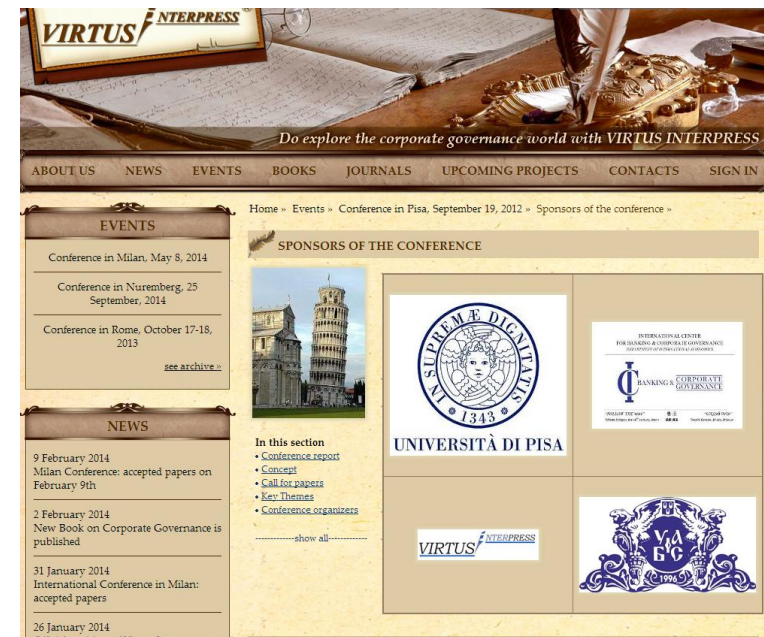 VIRTUS INTERPRESS
Do explore the corporate governance world with VIRTUS INTERPRESS
ABOUT US NEWS EVENTS BOOKS JOURNALS UPCOMING PROJECTS CONTACTS SIGN IN
EVENTS
Conference in Milan, May 8, 2014
Conference in Nuremberg, 25
September, 2014
Conference in Rome, October 17-18,
2013
see archive »
NEWS
9 February 2014
Milan Conference: accepted papers on
February 9th
2 February 2014
New Book on Corporate Governance is
published
31 January 2014
International Conference in Milan:
accepted papers
26 January 2014
Home » Events » Conference in Pisa, September 19, 2012 » Sponsors of the conference »
SPONSORS OF THE CONFERENCE
In this section
• Conference report
• Concept
• Call for papers
• Key Themes
• Conference organizers
-------------show all-------------
IN SUPREMÆ DIGNITATIS
1343
UNIVERSITÀ DI PISA
INTERNATIONAL CENTER
FOR BANKING & CORPORATE GOVERNANCE
BANKING & CORPORATE
GOVERNANCE
VIRTUS INTERPRESS
УАБС
1996